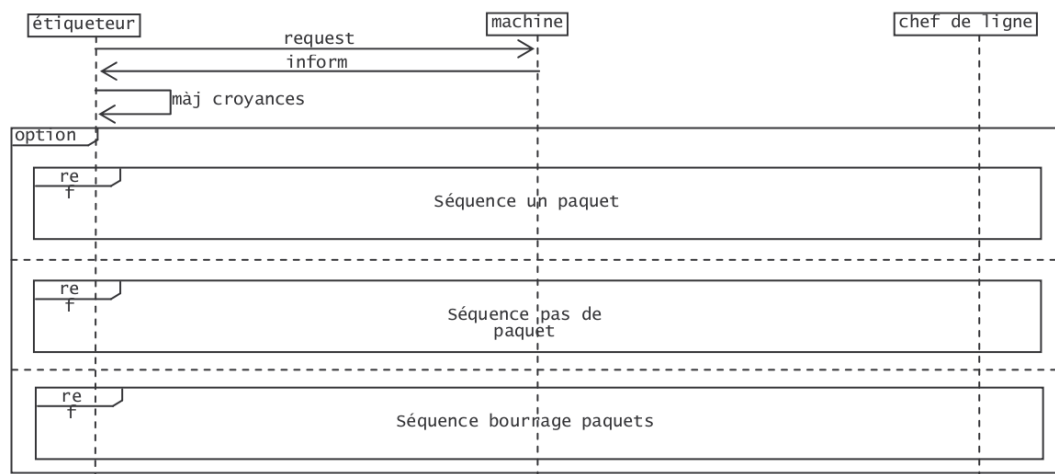 étiqueteur
machine
chef de ligne
request
inform
màj croyances
option
re
f
Séquence un paquet
re
f
Séquence pas de
paquet
re
f
Séquence bourrage paquets